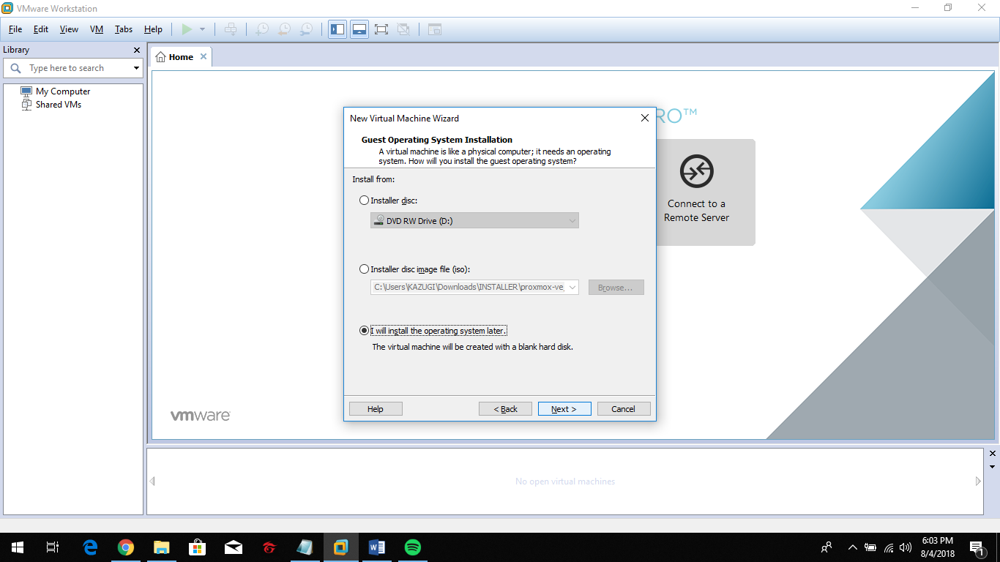 VMware Workstation
File Edit View VM Tabs Help
Library
Type here to search
My Computer
Shared VMs
Home
RO™
Connect to a
Remote Server
New Virtual Machine Wizard
Guest Operating System Installation
A virtual machine is like a physical computer; it needs an operating
system. How will you install the guest operating system?
Install from:
Installer disc:
DVD RW Drive (D:)
Installer disc image file (iso):
C:\Users\KAZUGI\Downloads\INSTALLER\proxmox-ve_
Browse...
I will install the operating system later.
The virtual machine will be created with a blank hard disk.
Help
< Back
Next >
Cancel
vmware
No open virtual machines
6:03 PM
8/4/2018
1